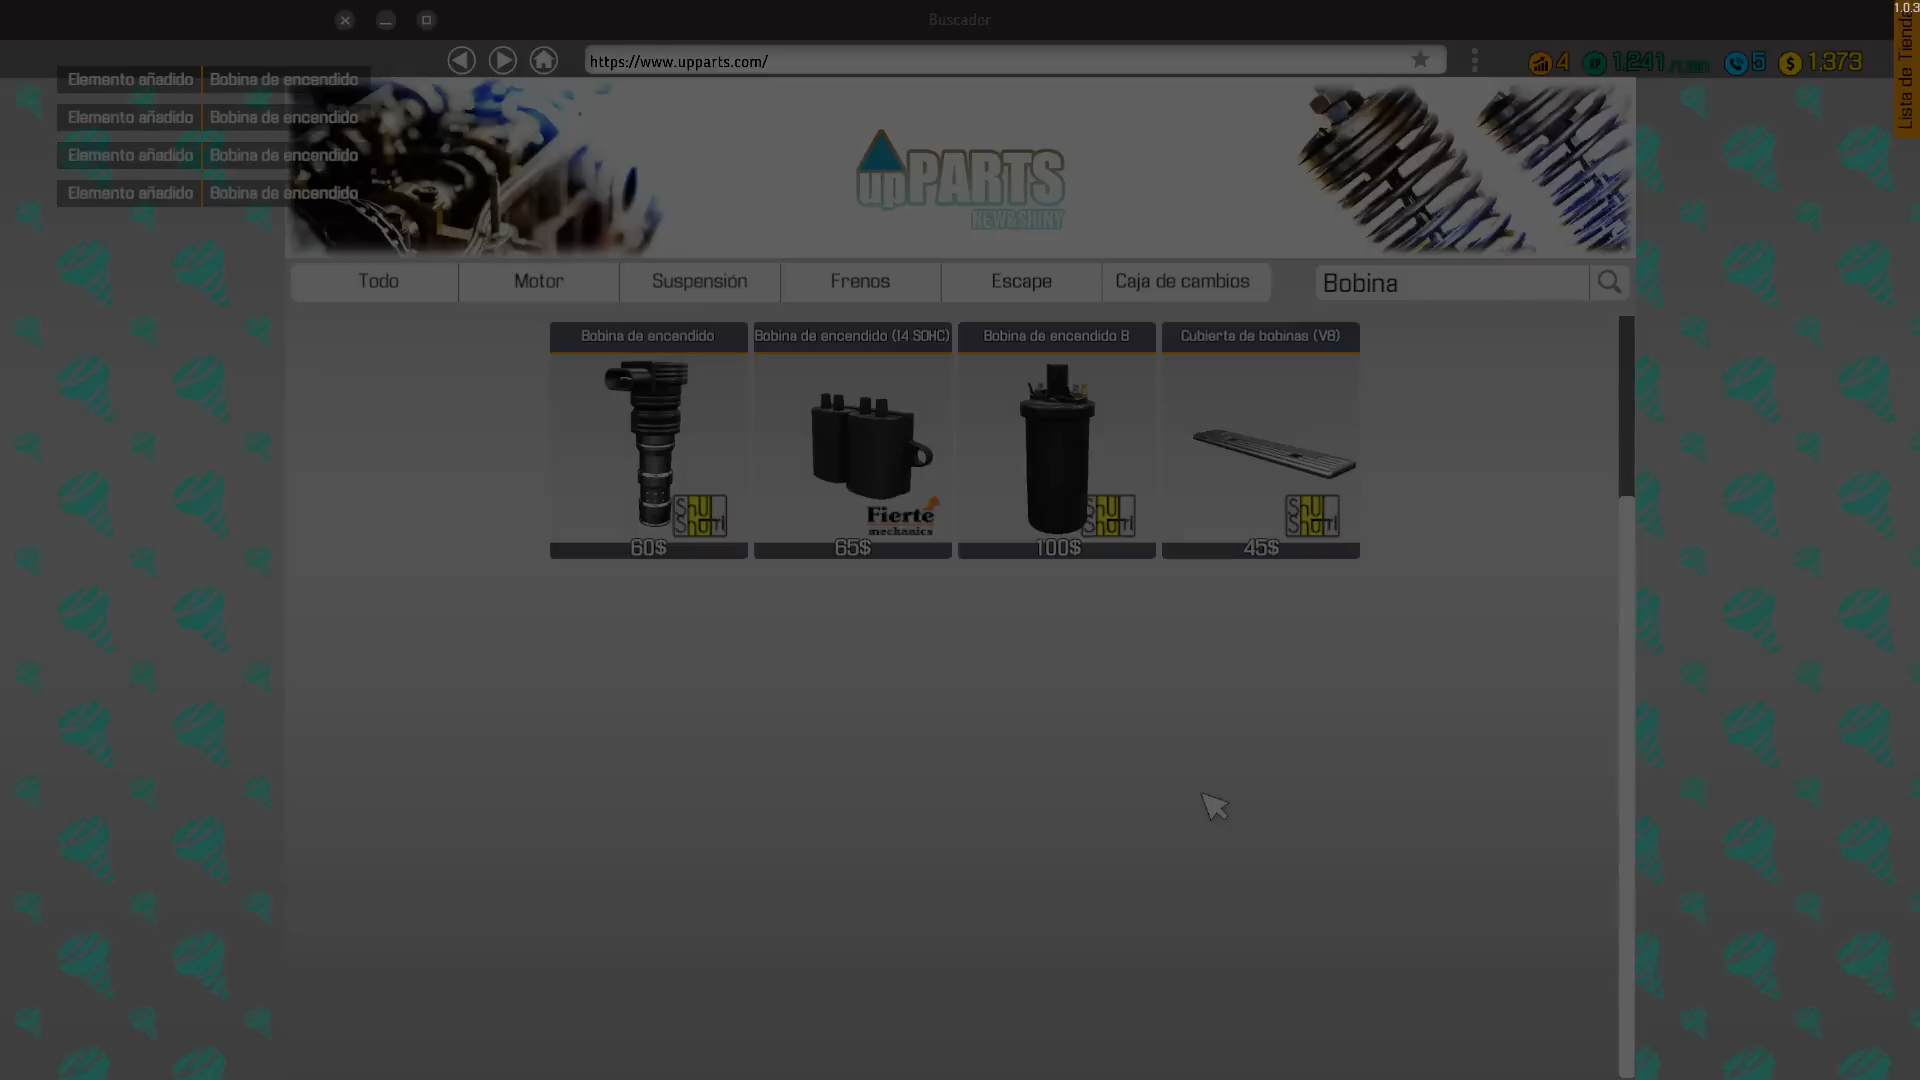 1.0.3
Buscador
https://www.upparts.com/
4
XP
1,241
5
$
1,373
Lista de Tienda
Elemento añadido Bobina de encendido
Elemento añadido Bobina de encendido
Elemento añadido Bobina de encendido
Elemento añadido Bobina de encendido
upPARTS
NEW&SHINY
Todo
Motor
Suspensión
Frenos
Escape
Caja de cambios
Bobina
Bobina de encendido
Bobina de encendido (I4 SOHC)
Bobina de encendido B
Cubierta de bobinas (V8)
Fierte
mechanics
60$
65$
100$
45$